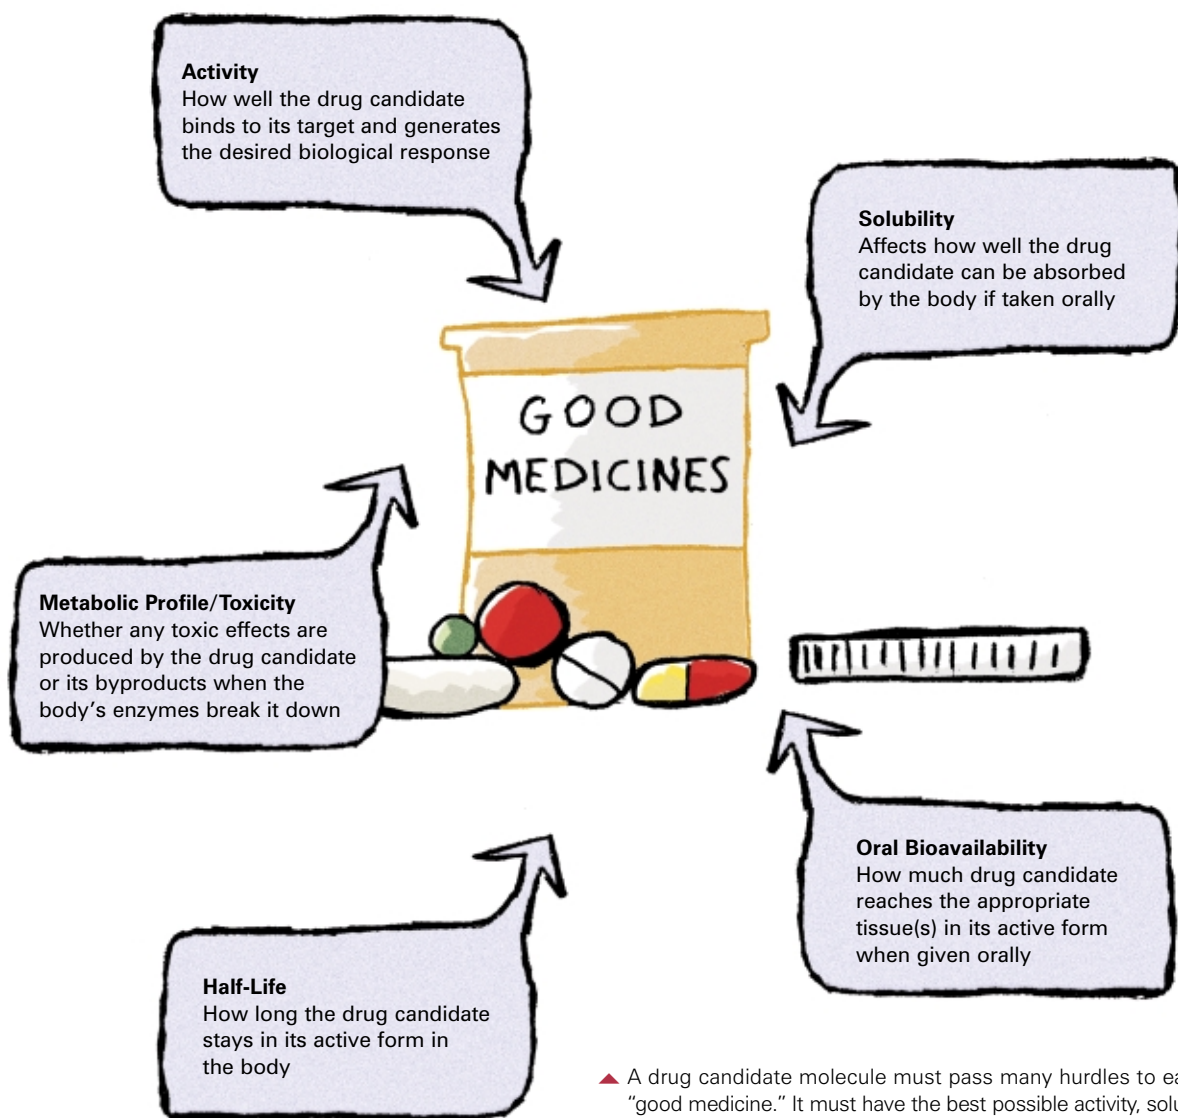 Activity
How well the drug candidate
binds to its target and generates
the desired biological response
Solubility
Affects how well the drug
candidate can be absorbed
by the body if taken orally
GOOD
MEDICINES
Metabolic Profile/Toxicity
Whether any toxic effects are
produced by the drug candidate
or its byproducts when the
body's enzymes break it down
Oral Bioavailability
How much drug candidate
reaches the appropriate
tissue(s) in its active form
when given orally
Half-Life
How long the drug candidate
stays in its active form in
the body
A drug candidate molecule must pass many hurdles to
"good medicine." It must have the best possible activity,